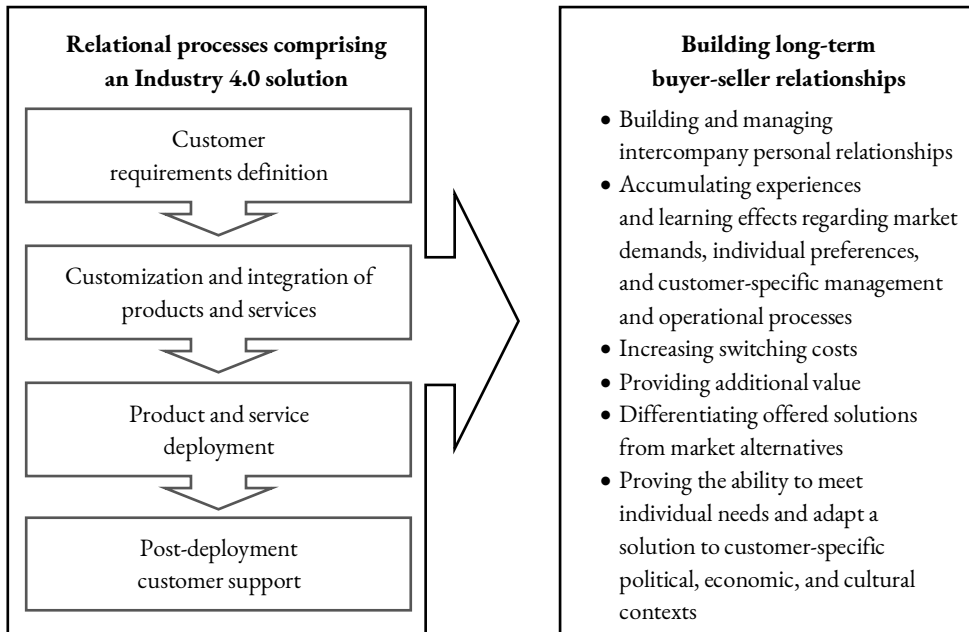 Relational processes comprising
an Industry 4.0 solution
Customer
requirements definition
Customization and integration of
products and services
Product and service
deployment
Post-deployment
customer support
Building long-term
buyer-seller relationships
• Building and managing
intercompany personal relationships
• Accumulating experiences
and learning effects regarding market
demands, individual preferences,
and customer-specific management
and operational processes
• Increasing switching costs
• Providing additional value
• Differentiating offered solutions
from market alternatives
• Proving the ability to meet
individual needs and adapt a
solution to customer-specific
political, economic, and cultural
contexts